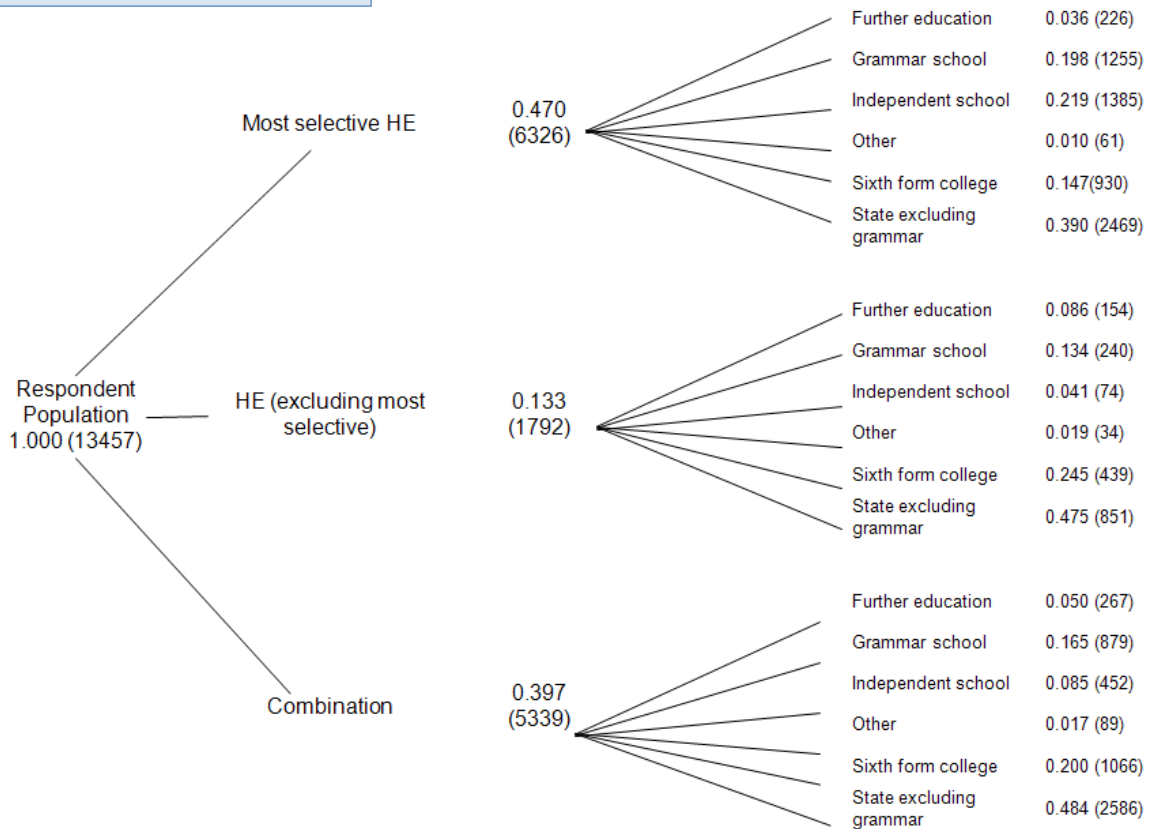 Further education 0.036 (226)
Grammar school 0.198 (1255)
Most selective HE
0.470
(6326)
Independent school 0.219 (1385)
Other 0.010 (61)
Sixth form college 0.147(930)
State excluding
grammar
0.390 (2469)
Respondent
Population
1.000 (13457)
HE (excluding most
selective)
0.133
(1792)
Further education 0.086 (154)
Grammar school 0.134 (240)
Independent school 0.041 (74)
Other 0.019 (34)
Sixth form college 0.245 (439)
State excluding
grammar
0.475 (851)
Combination
0.397
(5339)
Further education 0.050 (267)
Grammar school 0.165 (879)
Independent school 0.085 (452)
Other 0.017 (89)
Sixth form college 0.200 (1066)
State excluding
grammar
0.484 (2586)